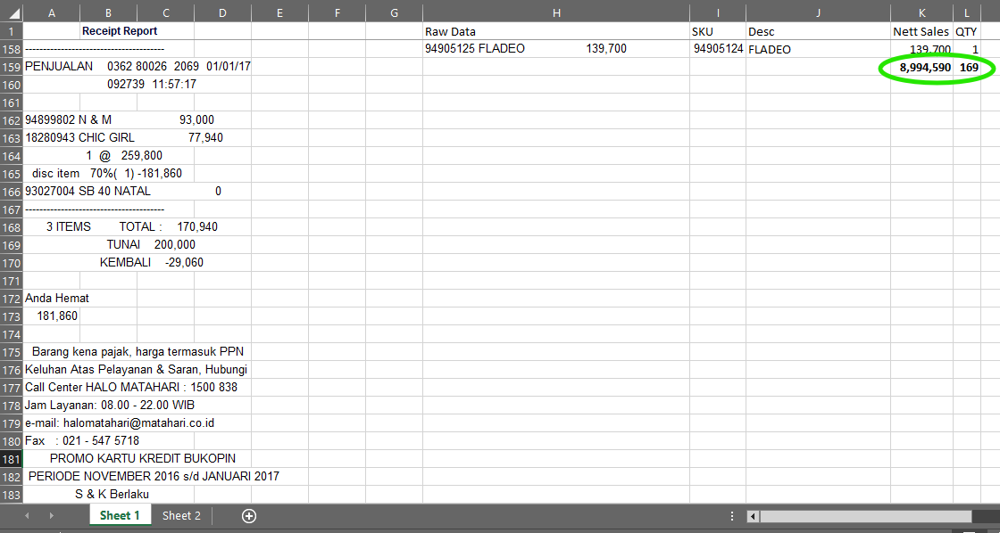 A B C D E F G H I J K L
1 Receipt Report Raw Data SKU Desc Nett Sales QTY
158 ---------------------------------------- 94905125 FLADEO 139,700 94905124 FLADEO 139,700 1
159 PENJUALAN 0362 80026 2069 01/01/17 8,994,590 169
160 092739 11:57:17
161
162 94899802 N & M 93,000
163 18280943 CHIC GIRL 77,940
164 1 @ 259,800
165 disc item 70%( 1) -181,860
166 93027004 SB 40 NATAL 0
167 ----------------------------------------
168 3 ITEMS TOTAL : 170,940
169 TUNAI 200,000
170 KEMBALI -29,060
171
172 Anda Hemat
173 181,860
174
175 Barang kena pajak, harga termasuk PPN
176 Keluhan Atas Pelayanan & Saran, Hubungi
177 Call Center HALO MATAHARI : 1500 838
178 Jam Layanan: 08.00 - 22.00 WIB
179 e-mail: halomatahari@matahari.co.id
180 Fax : 021 - 547 5718
181 PROMO KARTU KREDIT BUKOPIN
182 PERIODE NOVEMBER 2016 s/d JANUARI 2017
183 S & K Berlaku
Sheet 1 Sheet 2